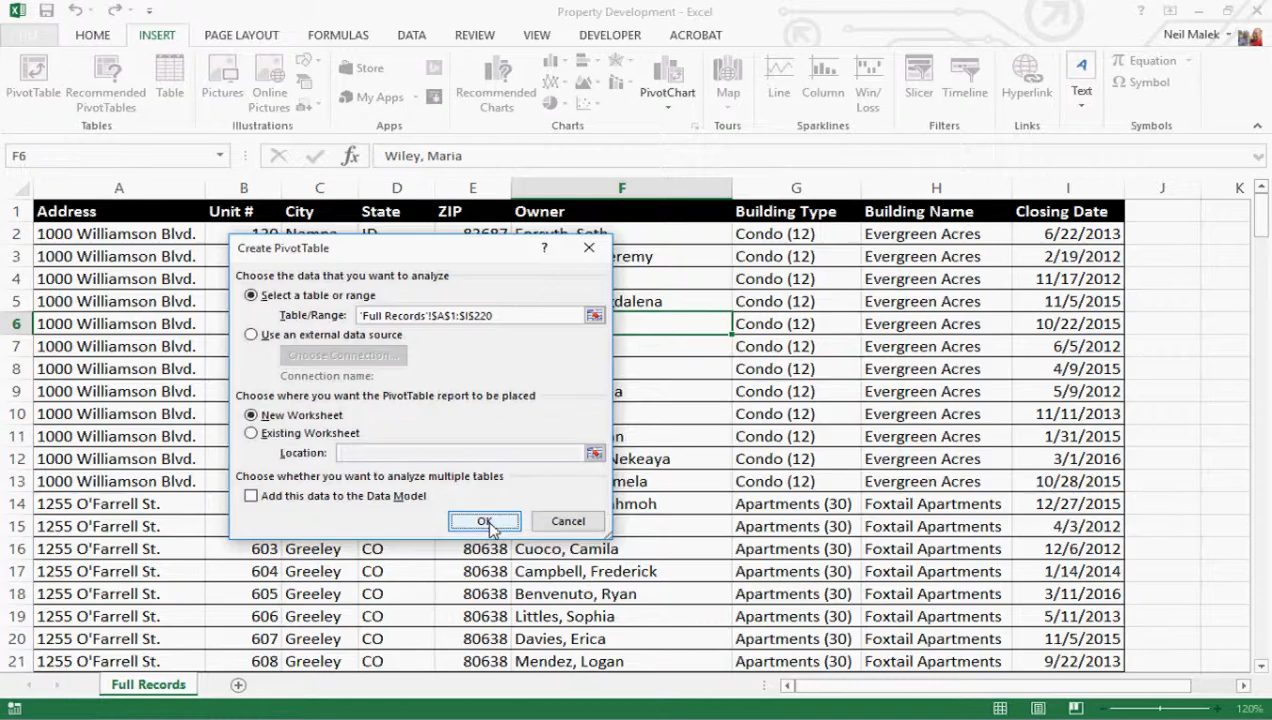 Property Development - Excel
FILE HOME INSERT PAGE LAYOUT FORMULAS DATA REVIEW VIEW DEVELOPER ACROBAT Neil Malek
PivotTable Recommended PivotTables Table Pictures Online Pictures Store My Apps Recommended Charts PivotChart Map Line Column Win/Loss Slicer Timeline Hyperlink Text Equation Symbol
Tables Illustrations Apps Charts Tours Sparklines Filters Links Symbols
F6 fx Wiley, Maria
A B C D E F G H I J K
1 Address Unit # City State ZIP Owner Building Type Building Name Closing Date
2 1000 Williamson Blvd. Condo (12) Evergreen Acres 6/22/2013
3 1000 Williamson Blvd. Condo (12) Evergreen Acres 2/19/2012
4 1000 Williamson Blvd. Condo (12) Evergreen Acres 11/17/2012
5 1000 Williamson Blvd. Condo (12) Evergreen Acres 11/5/2015
6 1000 Williamson Blvd. Condo (12) Evergreen Acres 10/22/2015
7 1000 Williamson Blvd. Condo (12) Evergreen Acres 6/5/2012
8 1000 Williamson Blvd. Condo (12) Evergreen Acres 4/9/2015
9 1000 Williamson Blvd. Condo (12) Evergreen Acres 5/9/2012
10 1000 Williamson Blvd. Condo (12) Evergreen Acres 11/11/2013
11 1000 Williamson Blvd. Condo (12) Evergreen Acres 1/31/2015
12 1000 Williamson Blvd. Nekeaya Condo (12) Evergreen Acres 3/1/2016
13 1000 Williamson Blvd. Condo (12) Evergreen Acres 10/28/2015
14 1255 O'Farrell St. Apartments (30) Foxtail Apartments 12/27/2015
15 1255 O'Farrell St. Apartments (30) Foxtail Apartments 4/3/2012
16 1255 O'Farrell St. 603 Greeley CO 80638 Cuoco, Camila Apartments (30) Foxtail Apartments 12/6/2012
17 1255 O'Farrell St. 604 Greeley CO 80638 Campbell, Frederick Apartments (30) Foxtail Apartments 1/14/2014
18 1255 O'Farrell St. 605 Greeley CO 80638 Benvenuto, Ryan Apartments (30) Foxtail Apartments 3/11/2016
19 1255 O'Farrell St. 606 Greeley CO 80638 Littles, Sophia Apartments (30) Foxtail Apartments 5/11/2013
20 1255 O'Farrell St. 607 Greeley CO 80638 Davies, Erica Apartments (30) Foxtail Apartments 11/5/2015
21 1255 O'Farrell St. 608 Greeley CO 80638 Mendez, Logan Apartments (30) Foxtail Apartments 9/22/2013
Create PivotTable
Choose the data that you want to analyze
Select a table or range
Table/Range: 'Full Records'!$A$1:$I$220
Use an external data source
Choose Connection...
Connection name:
Choose where you want the PivotTable report to be placed
New Worksheet
Existing Worksheet
Location:
Choose whether you want to analyze multiple tables
Add this data to the Data Model
OK Cancel
Full Records
120%